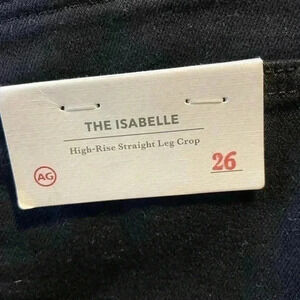 THE ISABELLE
High-Rise Straight Leg Crop
AG
26